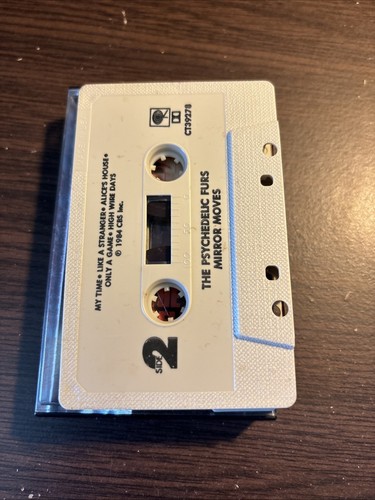 CT39278
THE PSYCHEDELIC FURS
MIRROR MOVES
SIDE 2
MY TIME • LIKE A STRANGER • ALICE'S HOUSE •
ONLY A GAME • HIGH WIRE DAYS
© 1984 CBS Inc.